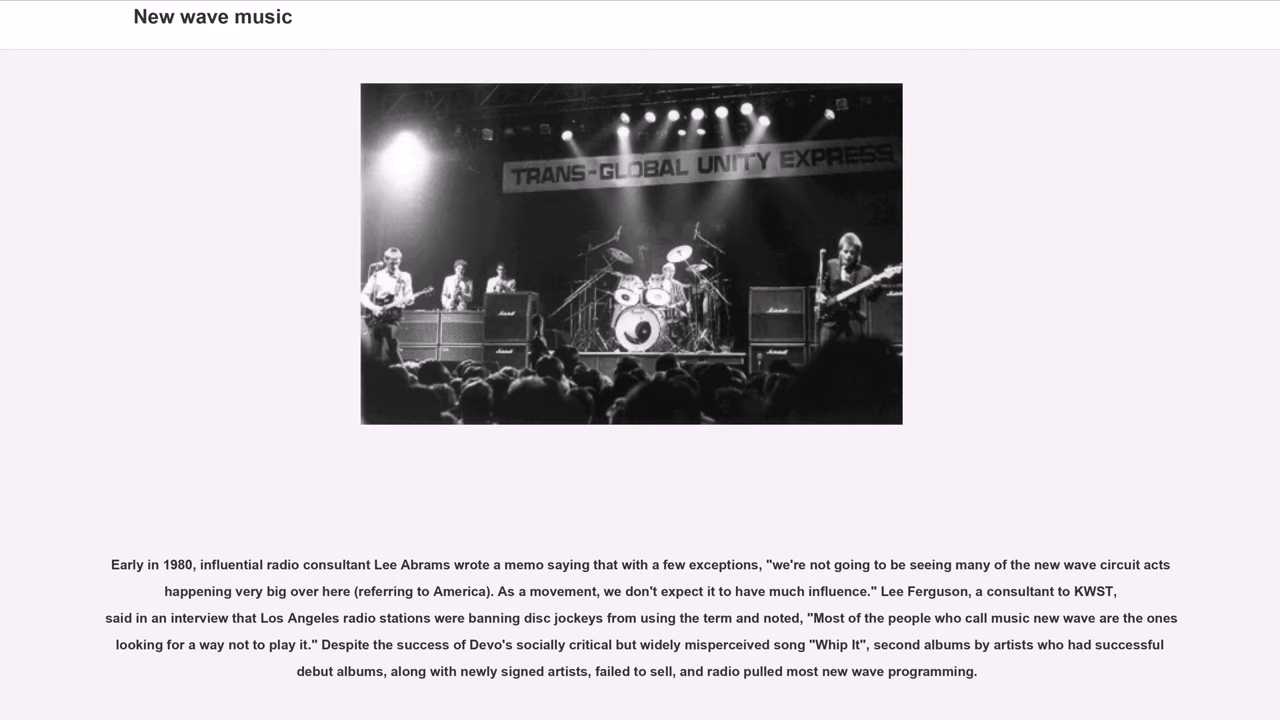 New wave music
TRANS-GLOBAL UNITY EXPRESS
Marshall
Marshall
Marshall
Marshall
Early in 1980, influential radio consultant Lee Abrams wrote a memo saying that with a few exceptions, "we're not going to be seeing many of the new wave circuit acts
happening very big over here (referring to America). As a movement, we don't expect it to have much influence." Lee Ferguson, a consultant to KWST,
said in an interview that Los Angeles radio stations were banning disc jockeys from using the term and noted, "Most of the people who call music new wave are the ones
looking for a way not to play it." Despite the success of Devo's socially critical but widely misperceived song "Whip It", second albums by artists who had successful
debut albums, along with newly signed artists, failed to sell, and radio pulled most new wave programming.